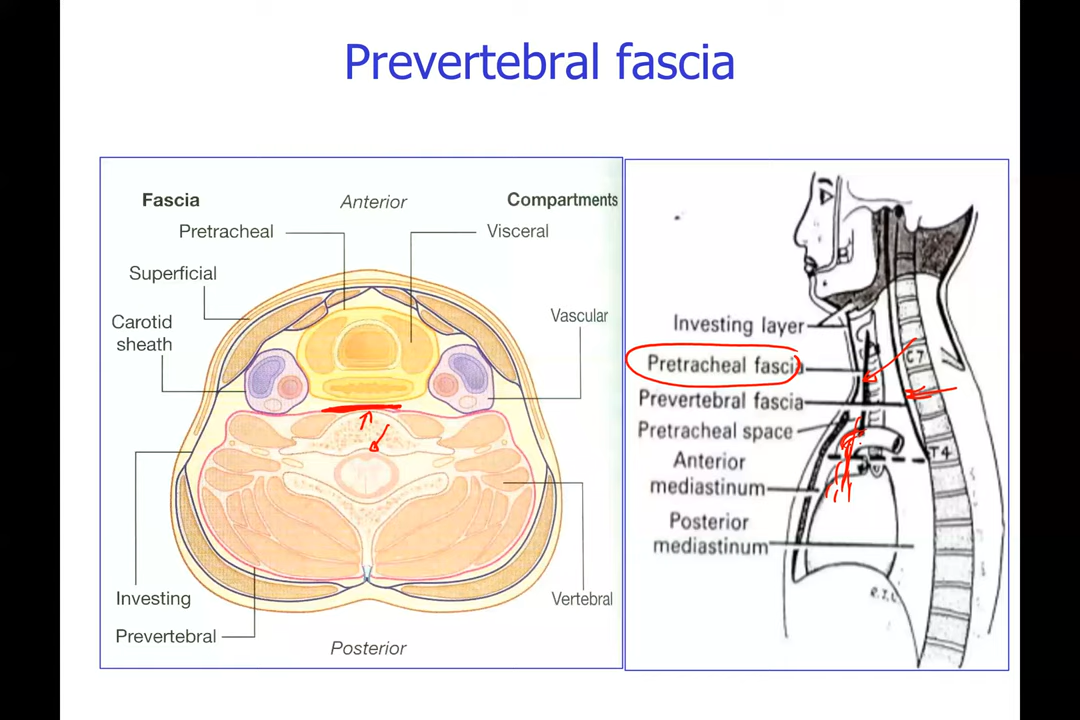 Prevertebral fascia
Fascia
Anterior
Compartments
Pretracheal
Visceral
Superficial
Carotid
sheath
Vascular
Investing
Vertebral
Prevertebral
Posterior
Investing layer
Pretracheal fascia
Prevertebral fascia
Pretracheal space
Anterior
mediastinum
Posterior
mediastinum
C7
T4